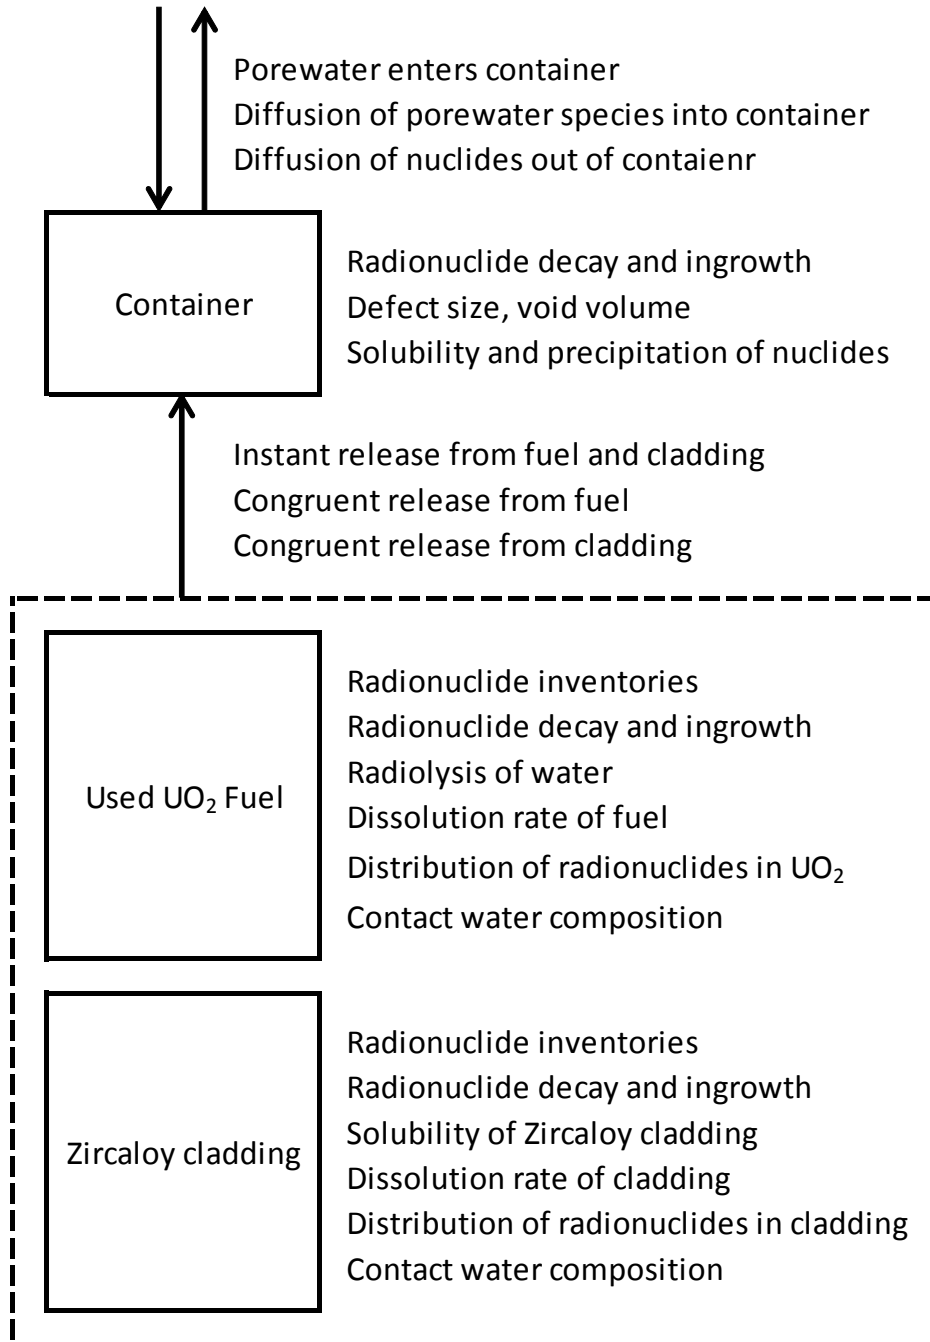 Porewater enters container
Diffusion of porewater species into container
Diffusion of nuclides out of contaienr
Container
Radionuclide decay and ingrowth
Defect size, void volume
Solubility and precipitation of nuclides
Instant release from fuel and cladding
Congruent release from fuel
Congruent release from cladding
Used UO₂ Fuel
Radionuclide inventories
Radionuclide decay and ingrowth
Radiolysis of water
Dissolution rate of fuel
Distribution of radionuclides in UO₂
Contact water composition
Zircaloy cladding
Radionuclide inventories
Radionuclide decay and ingrowth
Solubility of Zircaloy cladding
Dissolution rate of cladding
Distribution of radionuclides in cladding
Contact water composition